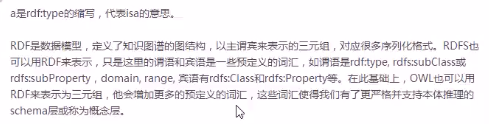 a是rdf:type的缩写，代表isa的意思。
RDF是数据模型，定义了知识图谱的图结构，以主谓宾来表示的三元组，对应很多序列化格式。RDFS也
可以用RDF来表示，只是这里的谓语和宾语是一些预定义的词汇，如谓语是rdf:type, rdfs:subClass或
rdfs:subProperty，domain, range, 宾语有rdfs:Class和rdfs:Property等。在此基础上，OWL也可以用
RDF来表示为三元组，他会增加更多的预定义的词汇，这些词汇使得我们有了更严格并支持本体推理的
schema层或称为概念层。